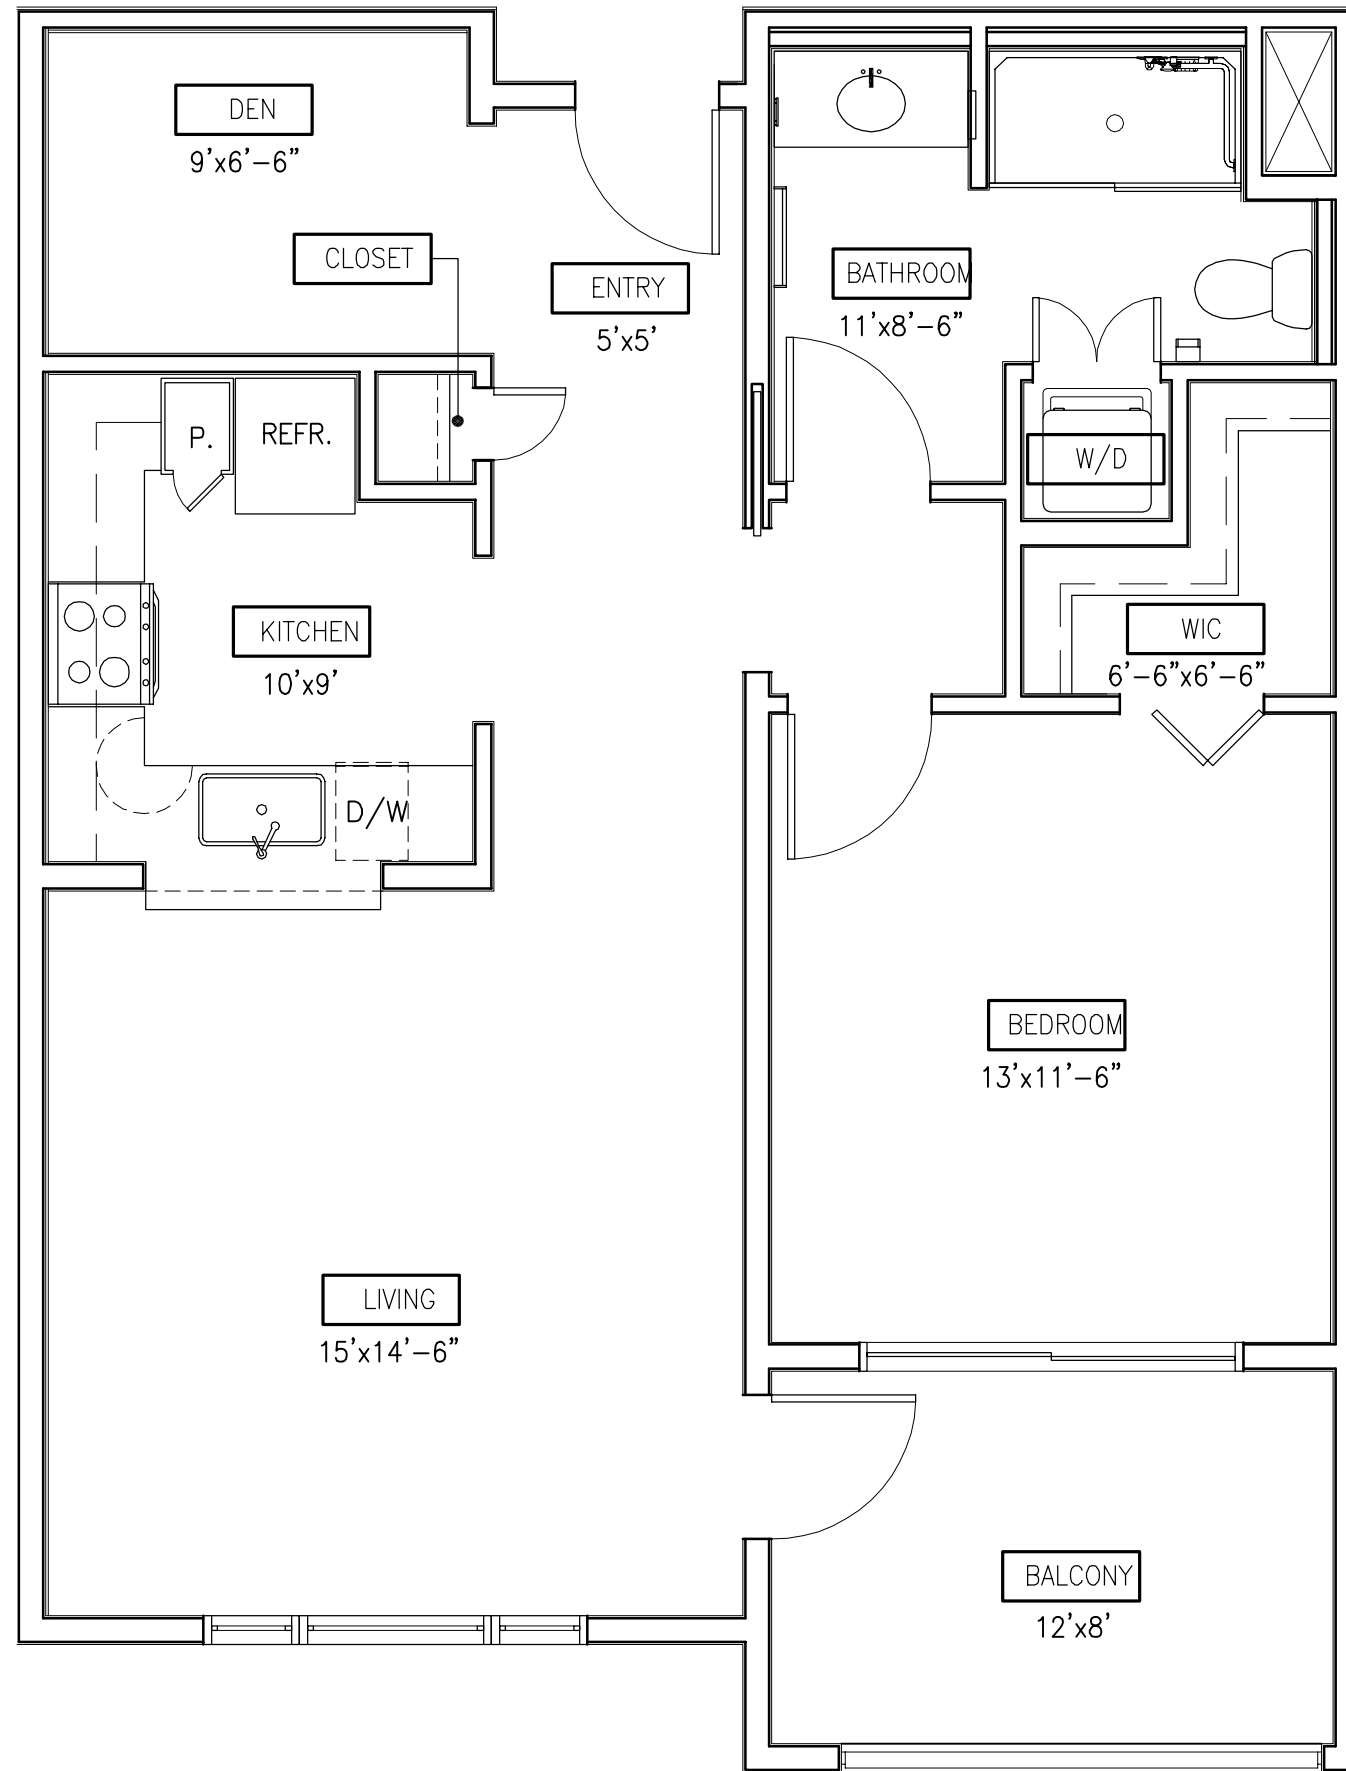 DEN
9'x6'-6"
CLOSET
ENTRY
5'x5'
BATHROOM
11'x8'-6"
P.
REFR.
W/D
KITCHEN
10'x9'
WIC
6'-6"x6'-6"
D/W
BEDROOM
13'x11'-6"
LIVING
15'x14'-6"
BALCONY
12'x8'